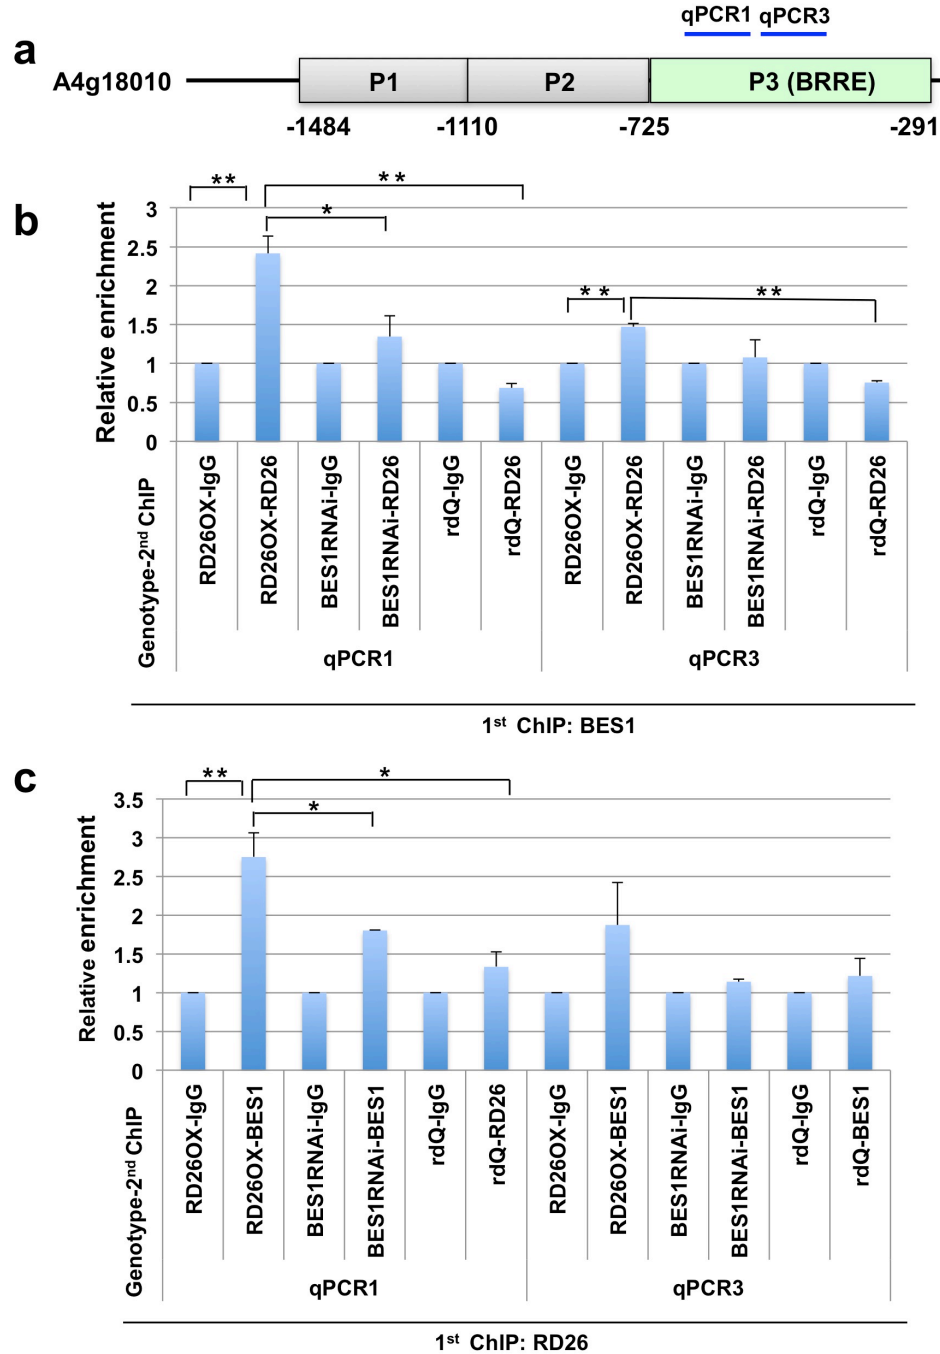 qPCR1 qPCR3
a
A4g18010 P1 P2 P3 (BRRE)
-1484 -1110 -725 -291
b
** * * * * * **
Relative enrichment
3
2.5
2
1.5
1
0.5
0
Genotype-2nd ChIP
RD26OX-IgG
RD26OX-RD26
BES1RNAi-IgG
BES1RNAi-RD26
rdQ-IgG
rdQ-RD26
RD26OX-IgG
RD26OX-RD26
BES1RNAi-IgG
BES1RNAi-RD26
rdQ-IgG
rdQ-RD26
qPCR1 qPCR3
1st ChIP: BES1
c
** * *
Relative enrichment
3.5
3
2.5
2
1.5
1
0.5
0
Genotype-2nd ChIP
RD26OX-IgG
RD26OX-BES1
BES1RNAi-IgG
BES1RNAi-BES1
rdQ-IgG
rdQ-RD26
RD26OX-IgG
RD26OX-BES1
BES1RNAi-IgG
BES1RNAi-BES1
rdQ-IgG
rdQ-BES1
qPCR1 qPCR3
1st ChIP: RD26